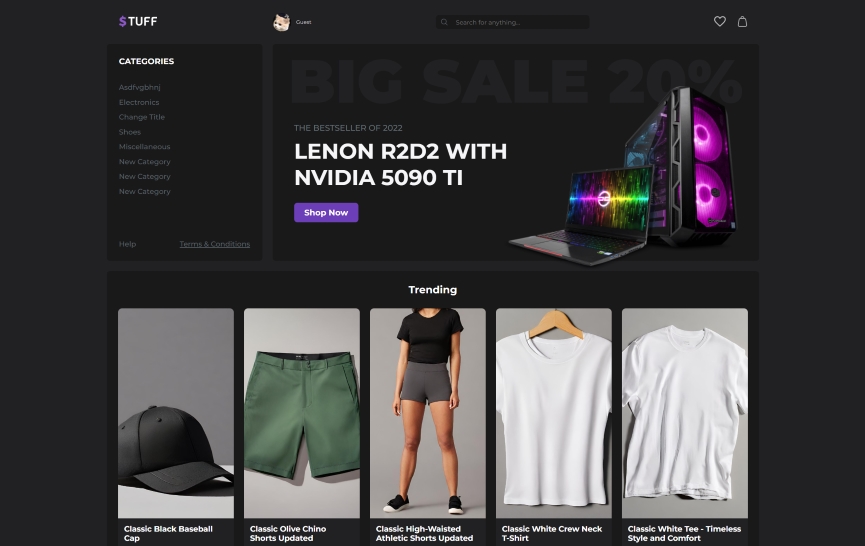 $TUFF
Guest
Search for anything...
CATEGORIES
Asdfvgbhnj
Electronics
Change Title
Shoes
Miscellaneous
New Category
New Category
New Category
Help
Terms & Conditions
BIG SALE 20%
THE BESTSELLER OF 2022
LENON R2D2 WITH
NVIDIA 5090 TI
Shop Now
Trending
Classic Black Baseball
Cap
Classic Olive Chino
Shorts Updated
Classic High-Waisted
Athletic Shorts Updated
Classic White Crew Neck
T-Shirt
Classic White Tee - Timeless
Style and Comfort